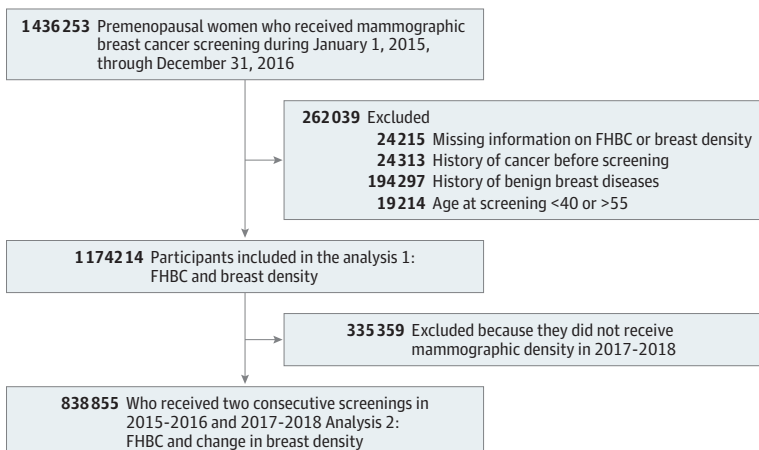 1436253 Premenopausal women who received mammographic
breast cancer screening during January 1, 2015,
through December 31, 2016
262039 Excluded
24215 Missing information on FHBC or breast density
24313 History of cancer before screening
194297 History of benign breast diseases
19214 Age at screening <40 or >55
1174214 Participants included in the analysis 1:
FHBC and breast density
335359 Excluded because they did not receive
mammographic density in 2017-2018
838855 Who received two consecutive screenings in
2015-2016 and 2017-2018 Analysis 2:
FHBC and change in breast density